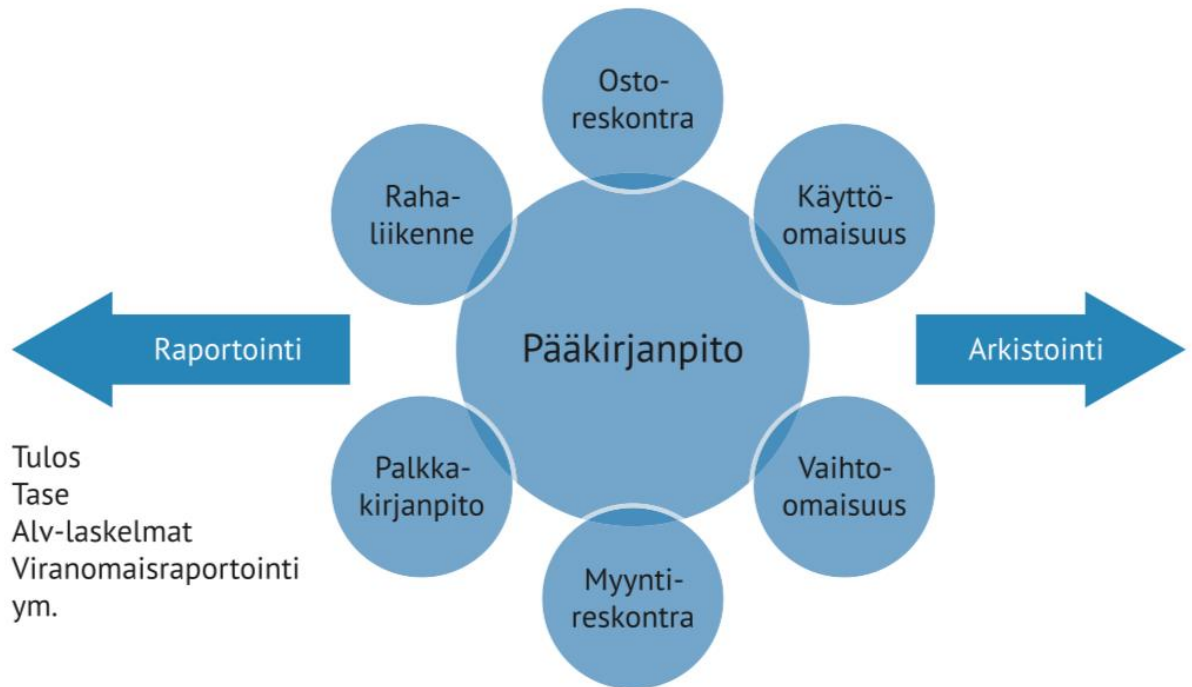 Osto-
reskontra
Raha-
liikenne
Käyttö-
omaisuus
Raportointi
Pääkirjanpito
Arkistointi
Tulos
Tase
Alv-laskelmat
Viranomaisraportointi
ym.
Palkka-
kirjanpito
Vaihto-
omaisuus
Myynti-
reskontra